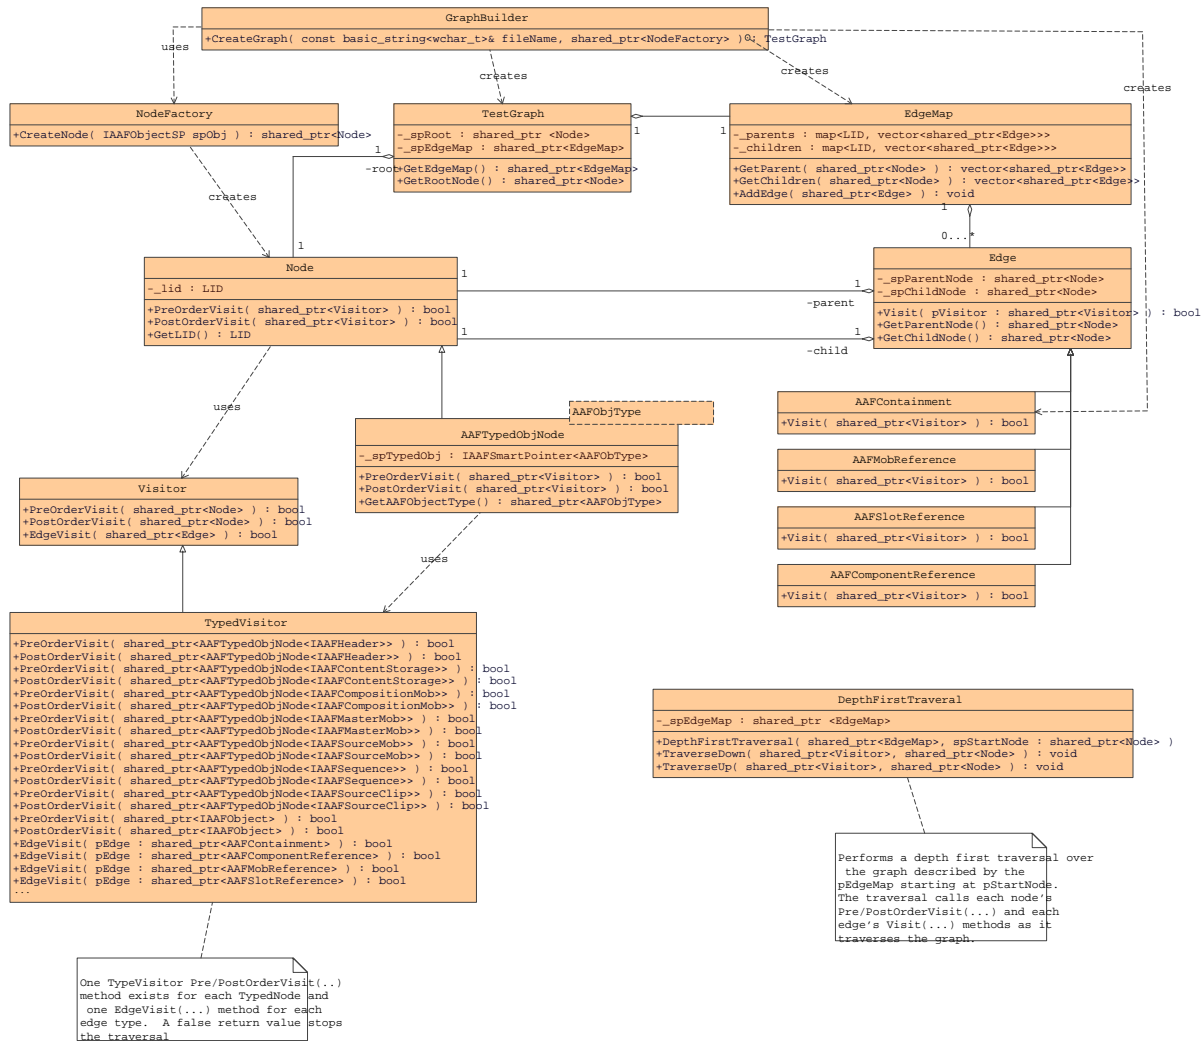 GraphBuilder
+CreateGraph( const basic_string<wchar_t>& fileName, shared_ptr<NodeFactory> ) : TestGraph
0
uses
creates
creates
creates
NodeFactory
+CreateNode( IAAFObjectSP spObj ) : shared_ptr<Node>
TestGraph
-_spRoot : shared_ptr <Node>
-_spEdgeMap : shared_ptr<EdgeMap>
+GetEdgeMap() : shared_ptr<EdgeMap>
+GetRootNode() : shared_ptr<Node>
1
1
EdgeMap
-_parents : map<LID, vector<shared_ptr<Edge>>>
-_children : map<LID, vector<shared_ptr<Edge>>>
+GetParent( shared_ptr<Node> ) : vector<shared_ptr<Edge>>
+GetChildren( shared_ptr<Node> ) : vector<shared_ptr<Edge>>
+AddEdge( shared_ptr<Edge> ) : void
1
-root
creates
1
1
0...*
Node
-_lid : LID
+PreOrderVisit( shared_ptr<Visitor> ) : bool
+PostOrderVisit( shared_ptr<Visitor> ) : bool
+GetLID() : LID
1
1
-parent
1
1
-child
Edge
-_spParentNode : shared_ptr<Node>
-_spChildNode : shared_ptr<Node>
+Visit( pVisitor : shared_ptr<Visitor> ) : bool
+GetParentNode() : shared_ptr<Node>
+GetChildNode() : shared_ptr<Node>
uses
AAFObjType
AAFTypedObjNode
-_spTypedObj : IAAFSmartPointer<AAFObType>
+PreOrderVisit( shared_ptr<Visitor> ) : bool
+PostOrderVisit( shared_ptr<Visitor> ) : bool
+GetAAFObjectType() : shared_ptr<AAFObjType>
AAFContainment
+Visit( shared_ptr<Visitor> ) : bool
AAFMobReference
+Visit( shared_ptr<Visitor> ) : bool
AAFSlotReference
+Visit( shared_ptr<Visitor> ) : bool
AAFComponentReference
+Visit( shared_ptr<Visitor> ) : bool
Visitor
+PreOrderVisit( shared_ptr<Node> ) : bool
+PostOrderVisit( shared_ptr<Node> ) : bool
+EdgeVisit( shared_ptr<Edge> ) : bool
uses
TypedVisitor
+PreOrderVisit( shared_ptr<AAFTypedObjNode<IAAFHeader>> ) : bool
+PostOrderVisit( shared_ptr<AAFTypedObjNode<IAAFHeader>> ) : bool
+PreOrderVisit( shared_ptr<AAFTypedObjNode<IAAFContentStorage>> ) : bool
+PostOrderVisit( shared_ptr<AAFTypedObjNode<IAAFContentStorage>> ) : bool
+PreOrderVisit( shared_ptr<AAFTypedObjNode<IAAFCompositionMob>> ) : bool
+PostOrderVisit( shared_ptr<AAFTypedObjNode<IAAFCompositionMob>> ) : bool
+PreOrderVisit( shared_ptr<AAFTypedObjNode<IAAFMasterMob>> ) : bool
+PostOrderVisit( shared_ptr<AAFTypedObjNode<IAAFMasterMob>> ) : bool
+PreOrderVisit( shared_ptr<AAFTypedObjNode<IAAFSourceMob>> ) : bool
+PostOrderVisit( shared_ptr<AAFTypedObjNode<IAAFSourceMob>> ) : bool
+PreOrderVisit( shared_ptr<AAFTypedObjNode<IAAFSequence>> ) : bool
+PostOrderVisit( shared_ptr<AAFTypedObjNode<IAAFSequence>> ) : bool
+PreOrderVisit( shared_ptr<AAFTypedObjNode<IAAFSourceClip>> ) : bool
+PostOrderVisit( shared_ptr<AAFTypedObjNode<IAAFSourceClip>> ) : bool
+PreOrderVisit( shared_ptr<IAAFObject> ) : bool
+PostOrderVisit( shared_ptr<IAAFObject> ) : bool
+EdgeVisit( pEdge : shared_ptr<AAFContainment> ) : bool
+EdgeVisit( pEdge : shared_ptr<AAFComponentReference> ) : bool
+EdgeVisit( pEdge : shared_ptr<AAFMobReference> ) : bool
+EdgeVisit( pEdge : shared_ptr<AAFSlotReference> ) : bool
...
DepthFirstTraveral
-_spEdgeMap : shared_ptr <EdgeMap>
+DepthFirstTraversal( shared_ptr<EdgeMap>, spStartNode : shared_ptr<Node> )
+TraverseDown( shared_ptr<Visitor>, shared_ptr<Node> ) : void
+TraverseUp( shared_ptr<Visitor>, shared_ptr<Node> ) : void
Performs a depth first traversal over
the graph described by the
pEdgeMap starting at pStartNode.
The traversal calls each node's
Pre/PostOrderVisit(...) and each
edge's Visit(...) methods as it
traverses the graph.
One TypeVisitor Pre/PostOrderVisit(..)
method exists for each TypedNode and
one EdgeVisit(...) method for each
edge type.  A false return value stops
the traversal